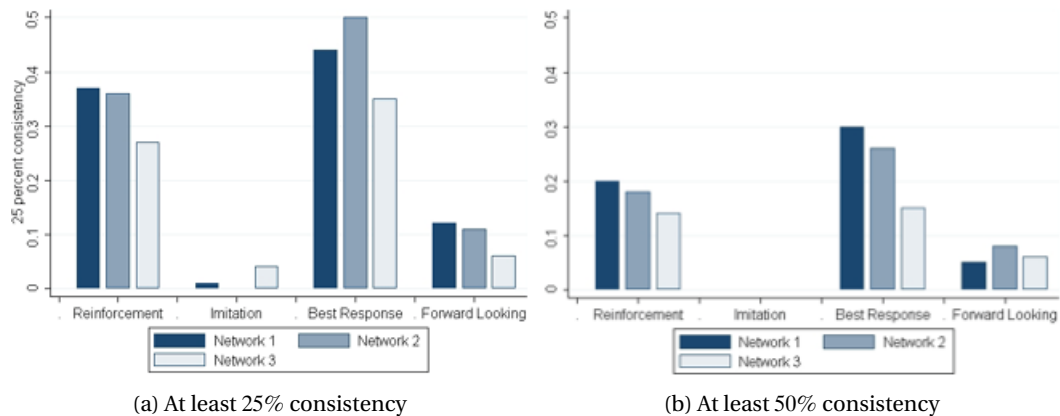 25 percent consistency
0.5
0.4
0.3
0.2
0.1
0
Reinforcement Imitation Best Response Forward Looking
Network 1 Network 2
Network 3
(a) At least 25% consistency
0.5
0.4
0.3
0.2
0.1
0
Reinforcement Imitation Best Response Forward Looking
Network 1 Network 2
Network 3
(b) At least 50% consistency